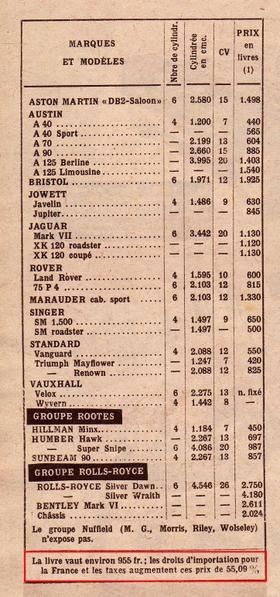 MARQUES ET MODÈLES | Nbre de cylindr. | Cylindrée en cmc. | CV | PRIX en livres (1)
ASTON MARTIN «DB2-Saloon» 6 2.580 15 1.498
AUSTIN
A 40 ........ 4 1.200 7 440
A 40 Sport ........ — — — 565
A 70 ........ — 2.199 13 604
A 90 ........ — 2.660 15 885
A 125 Berline ........ 6 3.995 20 1.403
A 125 Limousine ........ — — — 1.540
BRISTOL ........ 6 1.971 12 1.925
JOWETT
Javelin ........ 4 1.486 9 630
Jupiter ........ — — — 845
JAGUAR
Mark VII ........ 6 3.442 20 1.130
XK 120 roadster ........ — — — 1.120
XK 120 coupé ........ — — — 1.130
ROVER
Land Rover ........ 4 1.595 10 600
75 P 4 ........ 6 2.103 12 815
MARAUDER cab. sport 6 2.103 12 1.330
SINGER
SM 1.500 ........ 4 1.497 9 650
SM roadster ........ — 1.497 — 500
STANDARD
Vanguard ........ 4 2.088 12 550
Triumph Mayflower ........ — 1.247 7 420
— Renown ........ — 2.088 12 825
VAUXHALL
Velox ........ 6 2.275 13 n. fixé
Wyvern ........ 4 1.442 8 —
GROUPE ROOTES
HILLMAN Minx ........ 4 1.184 7 450
HUMBER Hawk ........ — 2.267 13 697
— Super Snipe ........ 6 4.086 20 987
SUNBEAM 90 ........ 4 2.267 13 857
GROUPE ROLLS-ROYCE
ROLLS-ROYCE Silver Dawn.. 6 4.546 26 2.750
— Silver Wraith — — — 4.180
BENTLEY Mark VI ........ — — — 2.611
Châssis ........ — — — 2.024
Le groupe Nuffield (M. G., Morris, Riley, Wolseley)
n'expose pas.
La livre vaut environ 955 fr.; les droits d'importation pour
la France et les taxes augmentent ces prix de 55,09 %